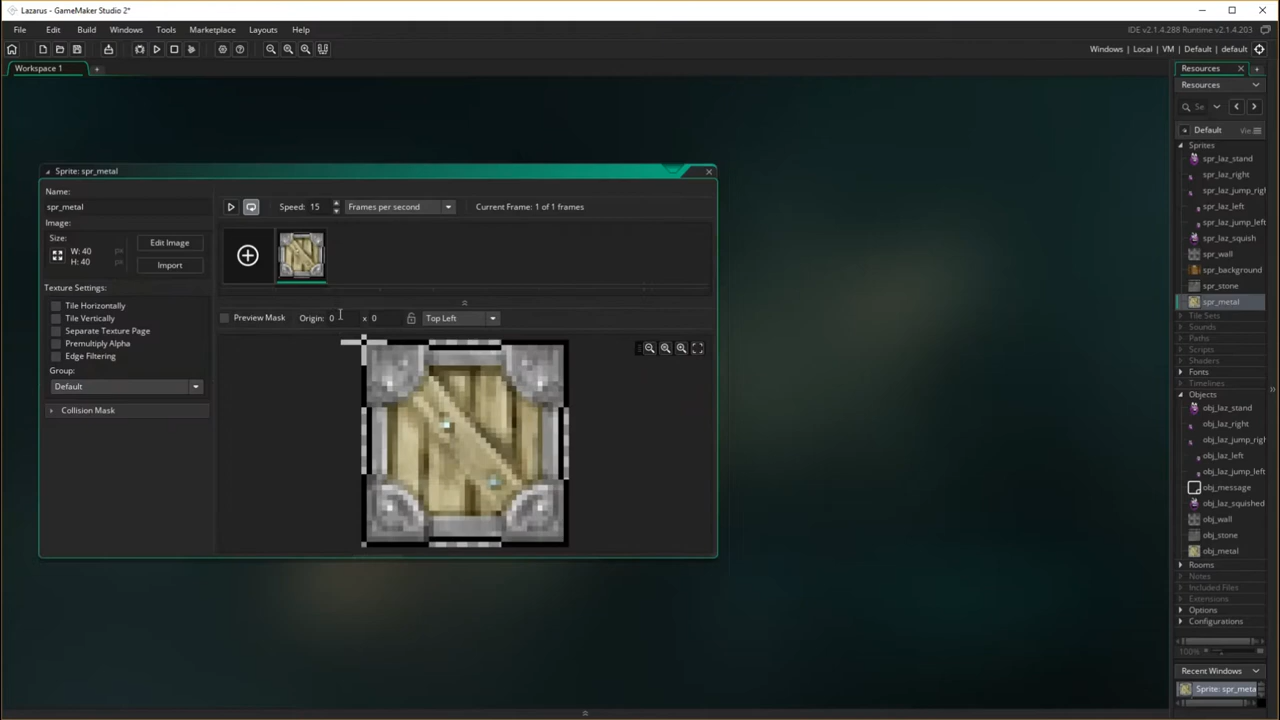 Lazarus - GameMaker Studio 2*
File Edit Build Windows Tools Marketplace Layouts Help
IDE v2.1.4.288 Runtime v2.1.4.203
Windows | Local | VM | Default | default
Workspace 1
Resources
Resources
Se
Default
Vie
Sprites
spr_laz_stand
spr_laz_right
spr_laz_jump_righ
spr_laz_left
spr_laz_jump_left
spr_laz_squish
spr_wall
spr_background
spr_stone
spr_metal
Tile Sets
Sounds
Paths
Scripts
Shaders
Fonts
Timelines
Objects
obj_laz_stand
obj_laz_right
obj_laz_jump_righ
obj_laz_left
obj_laz_jump_left
obj_message
obj_laz_squished
obj_wall
obj_stone
obj_metal
Rooms
Notes
Included Files
Extensions
Options
Configurations
100%
Recent Windows
Sprite: spr_meta
Sprite: spr_metal
Name:
spr_metal
Image:
Size:
W: 40 px
H: 40 px
Edit Image
Import
Texture Settings:
Tile Horizontally
Tile Vertically
Separate Texture Page
Premultiply Alpha
Edge Filtering
Group:
Default
Collision Mask
Speed: 15 Frames per second Current Frame: 1 of 1 frames
Preview Mask Origin: 0 x 0 Top Left